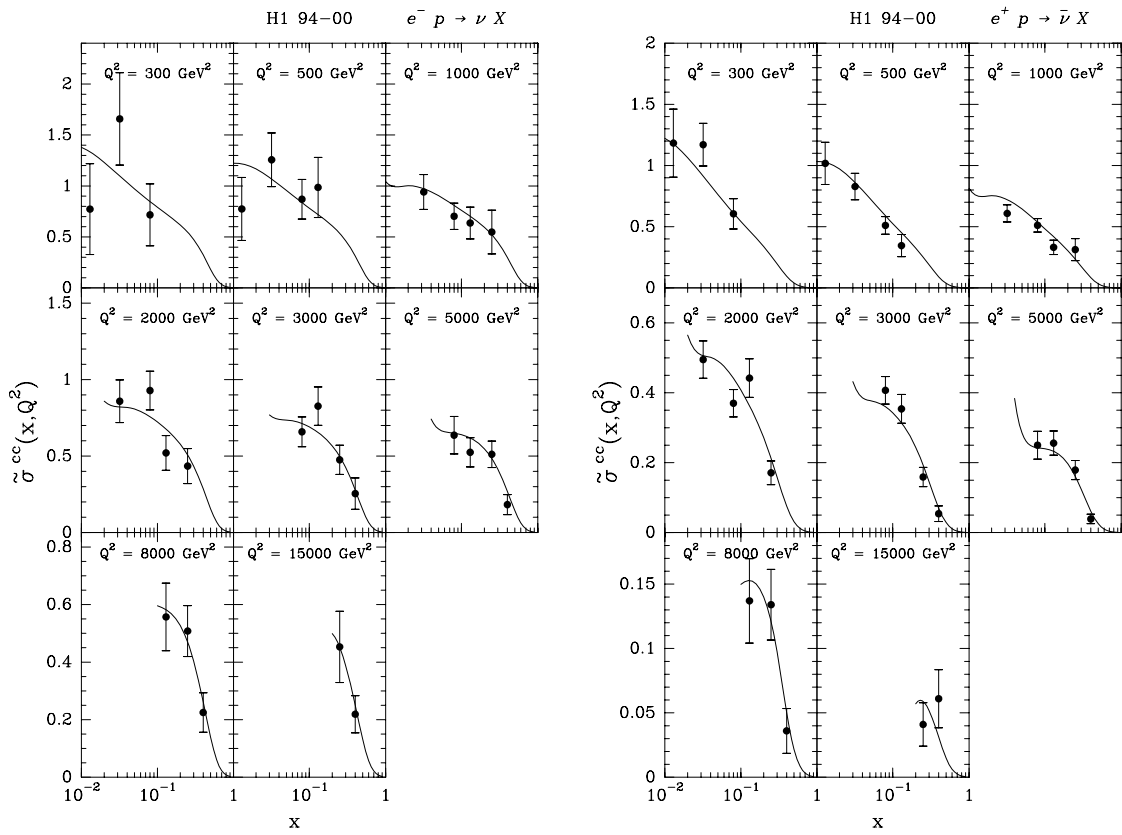 H1 94−00 e⁻ p → ν X
Q² = 300 GeV² Q² = 500 GeV² Q² = 1000 GeV²
2
1.5
1
0.5
0
Q² = 2000 GeV² Q² = 3000 GeV² Q² = 5000 GeV²
1.5
1
0.5
0
σ̃ ᶜᶜ(x,Q²)
Q² = 8000 GeV² Q² = 15000 GeV²
0.8
0.6
0.4
0.2
0
10⁻² 10⁻¹ 1 10⁻¹ 1
x
H1 94−00 e⁺ p → ν̄ X
Q² = 300 GeV² Q² = 500 GeV² Q² = 1000 GeV²
2
1.5
1
0.5
0
Q² = 2000 GeV² Q² = 3000 GeV² Q² = 5000 GeV²
0.6
0.4
0.2
0
σ̃ ᶜᶜ(x,Q²)
Q² = 8000 GeV² Q² = 15000 GeV²
0.15
0.1
0.05
0
10⁻² 10⁻¹ 1 10⁻¹ 1
x